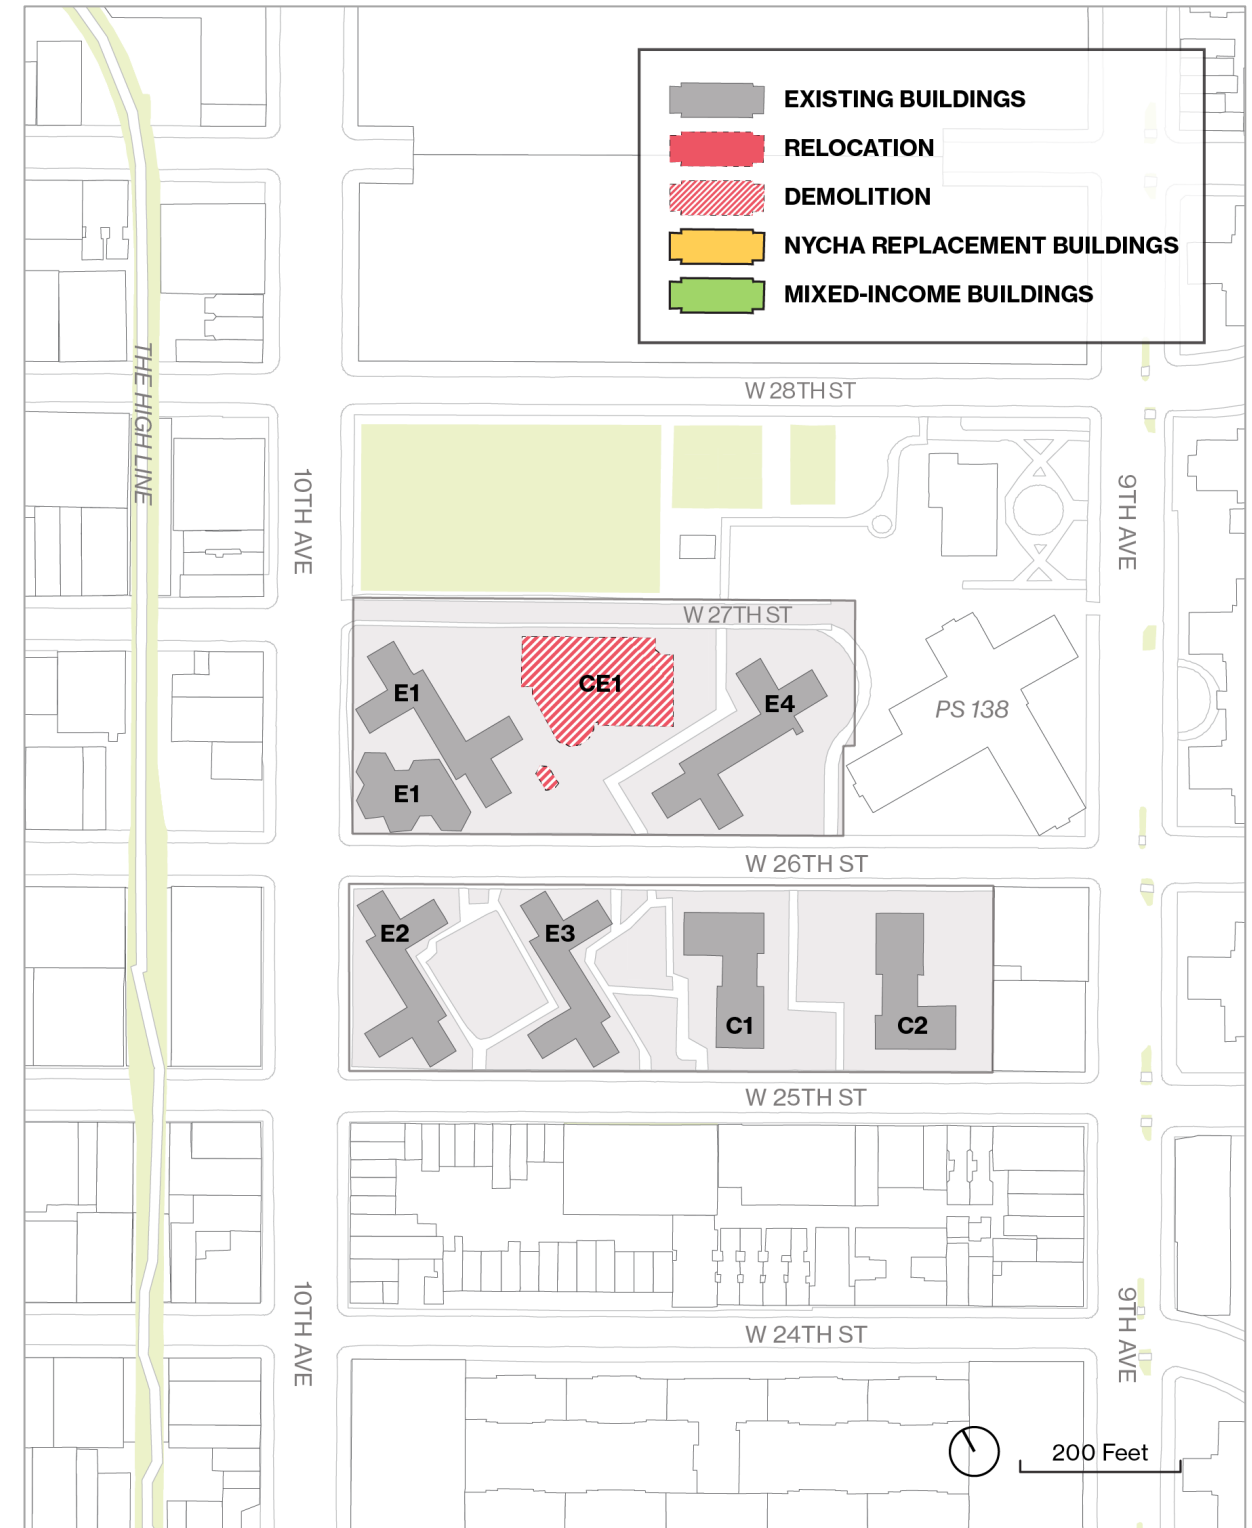 EXISTING BUILDINGS
RELOCATION
DEMOLITION
NYCHA REPLACEMENT BUILDINGS
MIXED-INCOME BUILDINGS
THE HIGH LINE
W 28TH ST
10TH AVE
9TH AVE
W 27TH ST
E1
CE1
E4
PS 138
E1
W 26TH ST
E2
E3
C1
C2
W 25TH ST
10TH AVE
9TH AVE
W 24TH ST
200 Feet